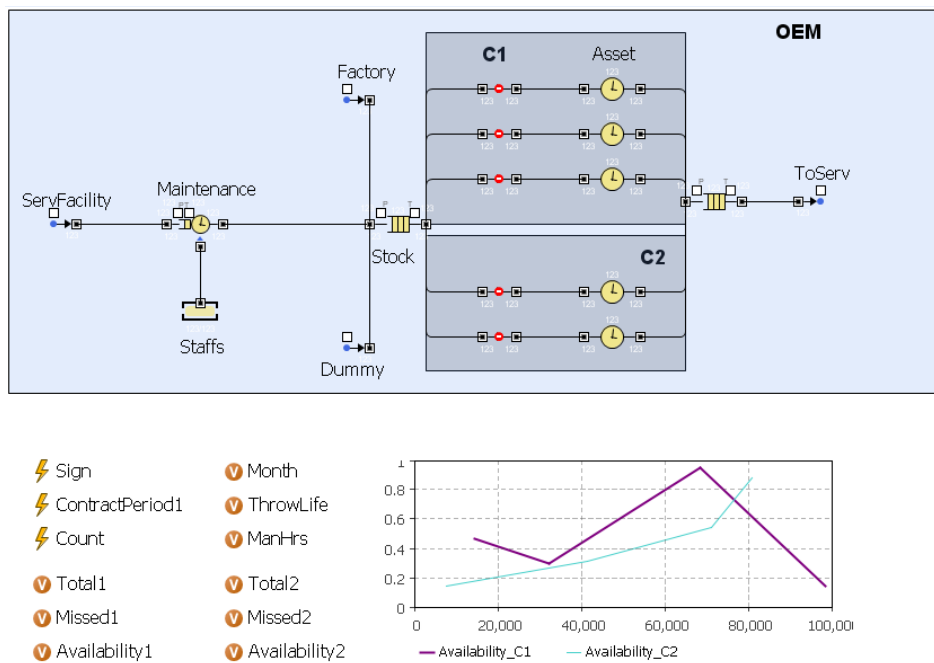 OEM
C1 Asset
Factory
ServFacility
Maintenance
ToServ
Stock
C2
Staffs
Dummy
Sign
Month
ContractPeriod1
ThrowLife
Count
ManHrs
Total1
Total2
Missed1
Missed2
Availability1
Availability2
1
0.8
0.6
0.4
0.2
0
0 20,000 40,000 60,000 80,000 100,00
Availability_C1 Availability_C2